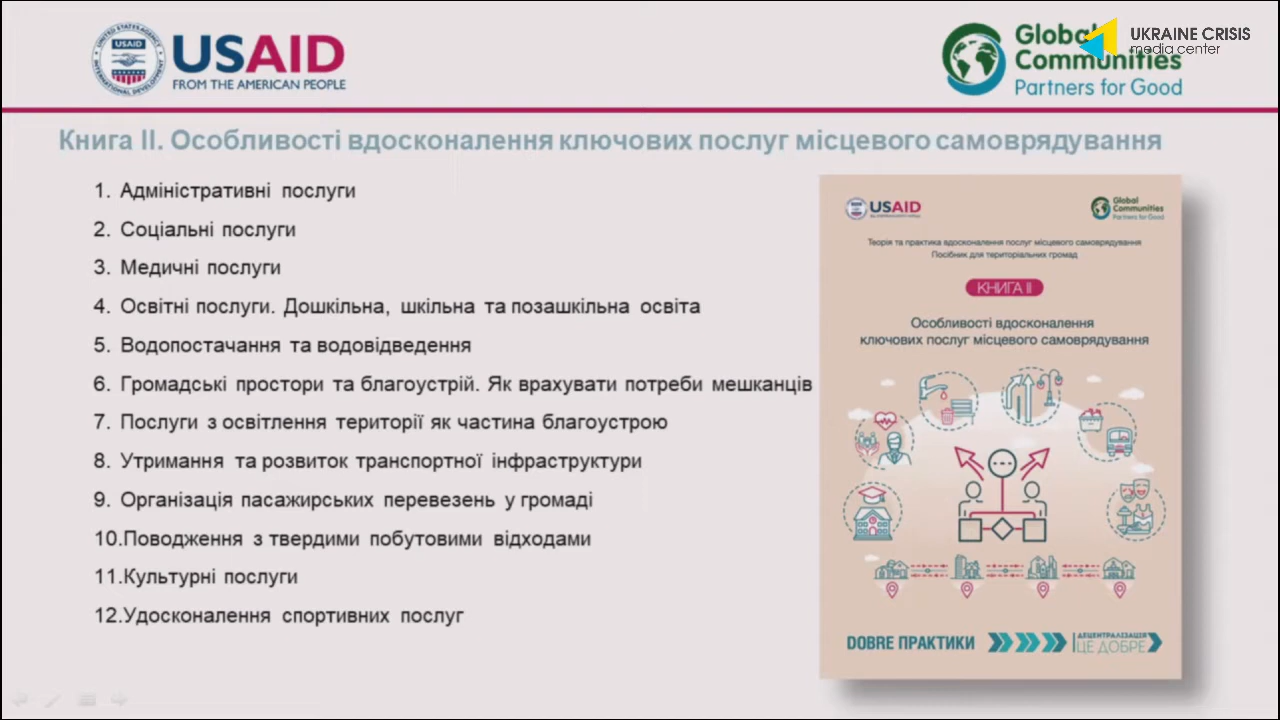 USAID
FROM THE AMERICAN PEOPLE
Global
Communities
Partners for Good
UKRAINE CRISIS
media center
Книга II. Особливості вдосконалення ключових послуг місцевого самоврядування
1. Адміністративні послуги
2. Соціальні послуги
3. Медичні послуги
4. Освітні послуги. Дошкільна, шкільна та позашкільна освіта
5. Водопостачання та водовідведення
6. Громадські простори та благоустрій. Як врахувати потреби мешканців
7. Послуги з освітлення території як частина благоустрою
8. Утримання та розвиток транспортної інфраструктури
9. Організація пасажирських перевезень у громаді
10.Поводження з твердими побутовими відходами
11.Культурні послуги
12.Удосконалення спортивних послуг
USAID
Global
Communities
Partners for Good
Теорія та практика вдосконалення послуг місцевого самоврядування
Посібник для територіальних громад
КНИГА II
Особливості вдосконалення
ключових послуг місцевого самоврядування
DOBRE ПРАКТИКИ
ДЕЦЕНТРАЛІЗАЦІЯ
ЦЕ ДОБРЕ